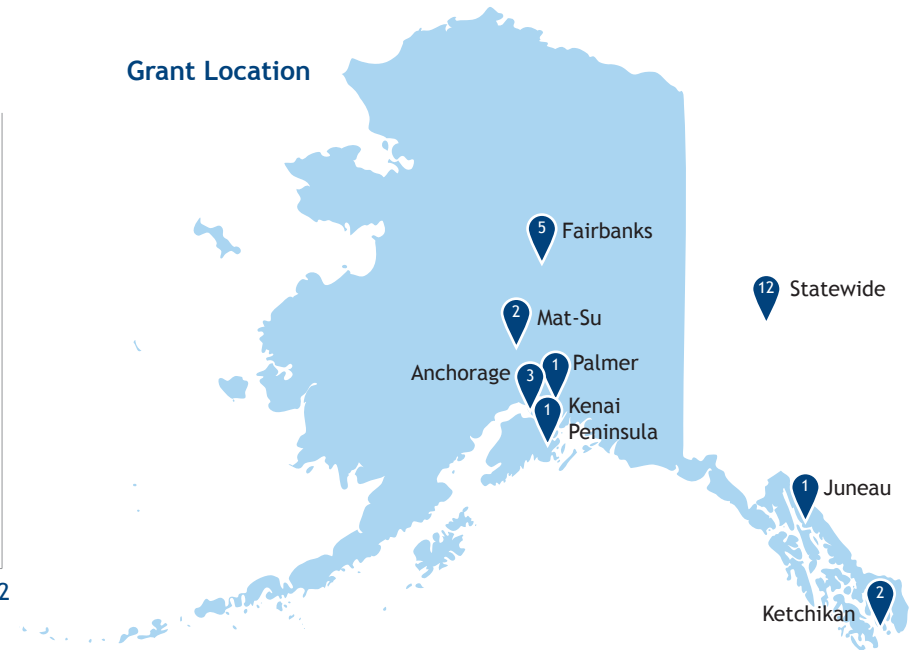 Grant Location
5 Fairbanks
12 Statewide
2 Mat-Su
1 Palmer
Anchorage 3
1 Kenai
Peninsula
1 Juneau
2
2
Ketchikan